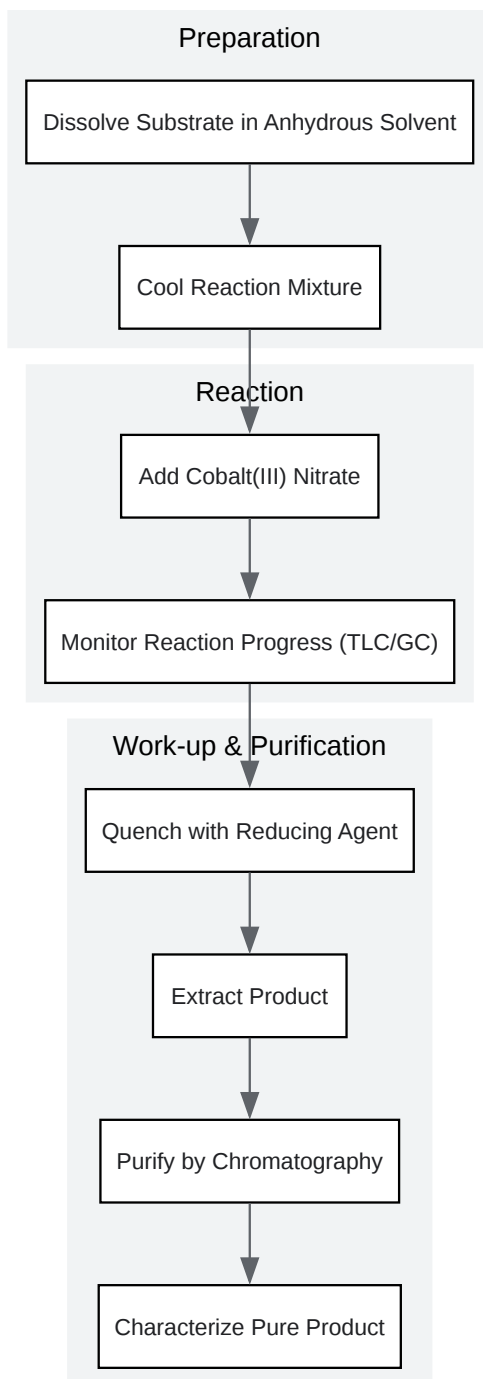 Preparation
Dissolve Substrate in Anhydrous Solvent
Cool Reaction Mixture
Reaction
Add Cobalt(III) Nitrate
Monitor Reaction Progress (TLC/GC)
Work-up & Purification
Quench with Reducing Agent
Extract Product
Purify by Chromatography
Characterize Pure Product